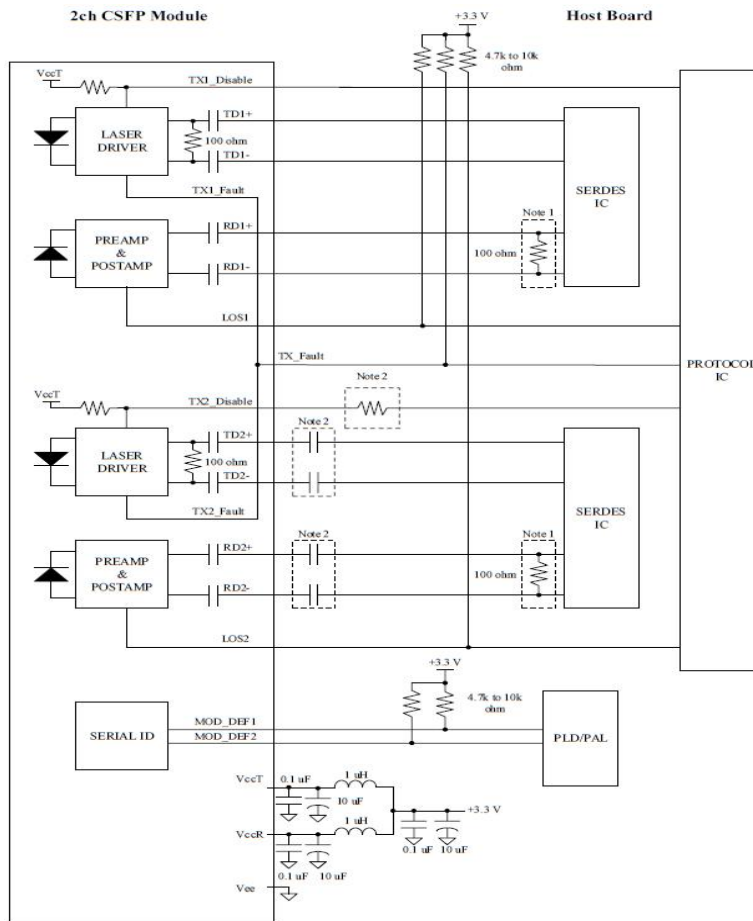 2ch CSFP Module
Host Board
+3.3 V
4.7k to 10k
ohm
VccT
TX1_Disable
LASER
DRIVER
TD1+
100 ohm
TD1-
TX1_Fault
SERDES
IC
PREAMP
&
POSTAMP
RD1+
RD1-
Note 1
100 ohm
LOS1
TX_Fault
PROTOCOL
IC
VccT
TX2_Disable
Note 2
LASER
DRIVER
TD2+
100 ohm
TD2-
Note 2
TX2_Fault
SERDES
IC
PREAMP
&
POSTAMP
RD2+
RD2-
Note 2
Note 1
100 ohm
LOS2
+3.3 V
4.7k to 10k
ohm
SERIAL ID
MOD_DEF1
MOD_DEF2
PLD/PAL
VccT
0.1 uF
1 uH
10 uF
+3.3 V
VccR
1 uH
0.1 uF
10 uF
0.1 uF
10 uF
Vee